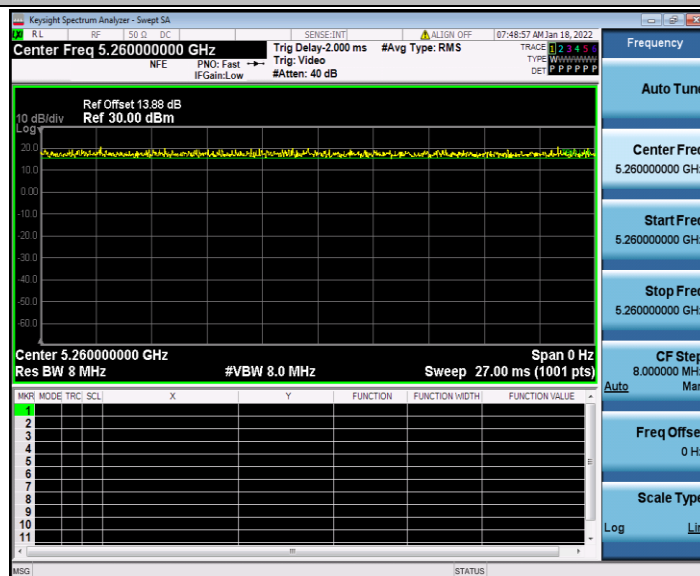 Keysight Spectrum Analyzer - Swept SA
RL RF 50 Ω DC SENSE:INT ALIGN OFF 07:48:57 AM Jan 18, 2022
Center Freq 5.260000000 GHz
NFE PNO: Fast IFGain:Low
Trig Delay-2.000 ms #Avg Type: RMS
Trig: Video
#Atten: 40 dB
TRACE 1 2 3 4 5 6
TYPE WWWWWW
DET P P P P P P
Ref Offset 13.88 dB
10 dB/div Ref 30.00 dBm
Log
20.0
10.0
0.00
-10.0
-20.0
-30.0
-40.0
-50.0
-60.0
Center 5.260000000 GHz Span 0 Hz
Res BW 8 MHz #VBW 8.0 MHz Sweep 27.00 ms (1001 pts)
MKR MODE TRC SCL X Y FUNCTION FUNCTION WIDTH FUNCTION VALUE
1
2
3
4
5
6
7
8
9
10
11
MSG STATUS
Frequency
Auto Tune
Center Freq
5.260000000 GHz
Start Freq
5.260000000 GHz
Stop Freq
5.260000000 GHz
CF Step
8.000000 MHz
Auto Man
Freq Offset
0 Hz
Scale Type
Log Lin